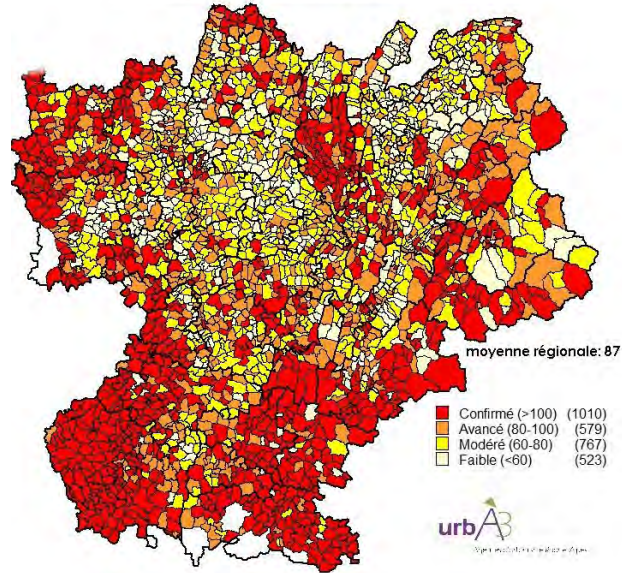 moyenne régionale: 87
Confirmé (>100) (1010)
Avancé (80-100) (579)
Modéré (60-80) (767)
Faible (<60) (523)
urbA3